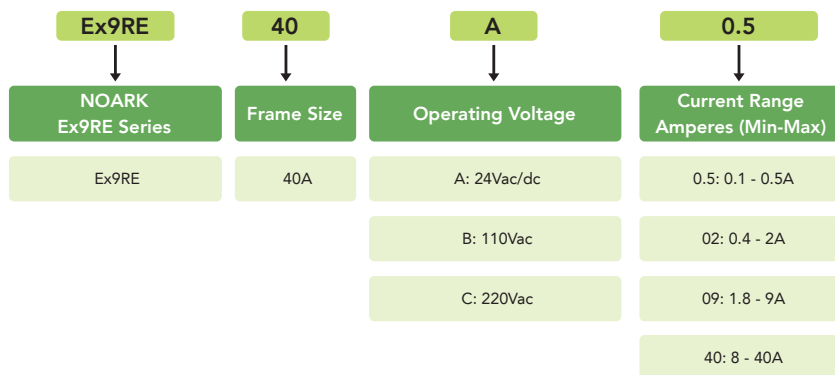 Ex9RE 40 A 0.5
NOARK
Ex9RE Series
Frame Size
Operating Voltage
Current Range
Amperes (Min-Max)
Ex9RE 40A A: 24Vac/dc 0.5: 0.1 - 0.5A
B: 110Vac 02: 0.4 - 2A
C: 220Vac 09: 1.8 - 9A
40: 8 - 40A